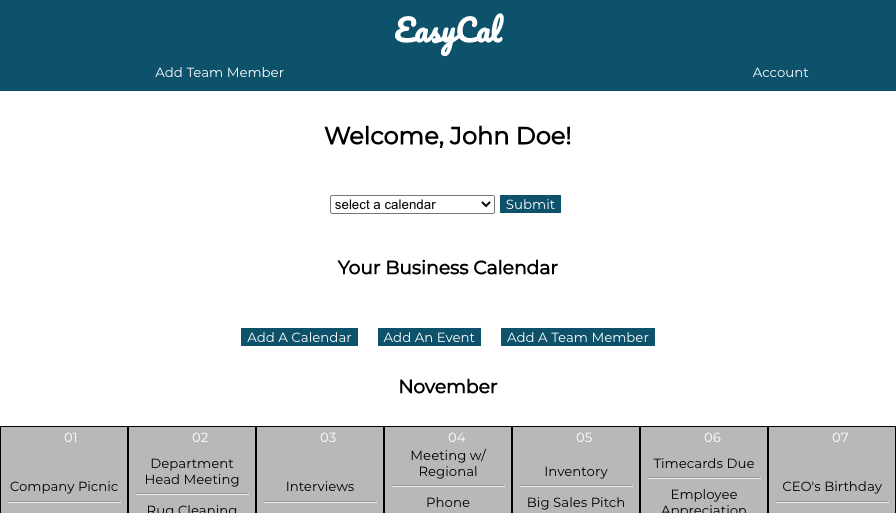 EasyCal
Add Team Member
Account
Welcome, John Doe!
select a calendar
Submit
Your Business Calendar
Add A Calendar
Add An Event
Add A Team Member
November
01
Company Picnic
02
Department
Head Meeting
Rug Cleaning
03
Interviews
04
Meeting w/
Regional
Phone
05
Inventory
Big Sales Pitch
06
Timecards Due
Employee
Appreciation
07
CEO's Birthday